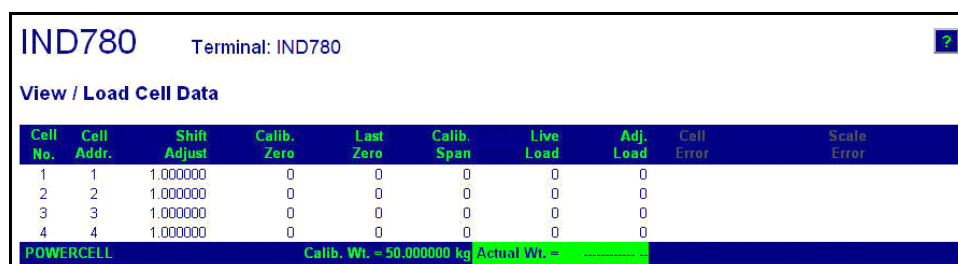 IND780 Terminal: IND780 ?
View / Load Cell Data
Cell No. Cell Addr. Shift Adjust Calib. Zero Last Zero Calib. Span Live Load Adj. Load Cell Error Scale Error
1 1 1.000000 0 0 0 0 0
2 2 1.000000 0 0 0 0 0
3 3 1.000000 0 0 0 0 0
4 4 1.000000 0 0 0 0 0
POWERCELL Calib. Wt. = 50.000000 kg Actual Wt. = ----------- --